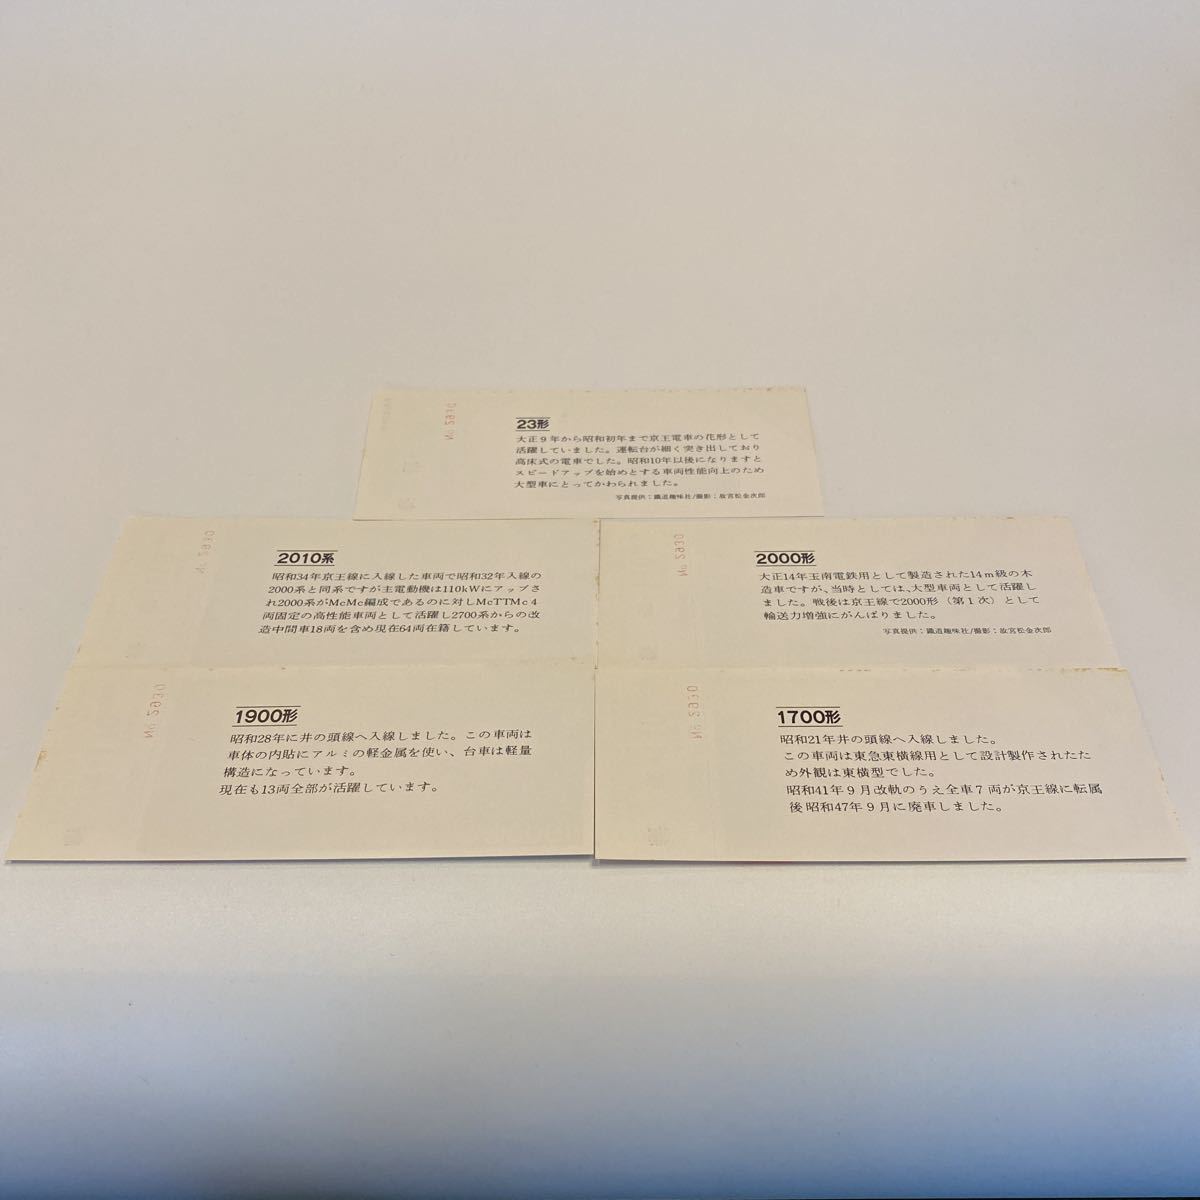 23形
大正9年から昭和初年まで京王電車の花形として
活躍していました。運転台が細く突き出しており
高床式の電車でした。昭和10年以後になりますと
スピードアップを始めとする車両性能向上のため
大型車にとってかわられました。
写真提供：鐵道趣味社/撮影：故宮松金次郎
No 2930
2010系
昭和34年京王線に入線した車両で昭和32年入線の
2000系と同系ですが主電動機は110kWにアップさ
れ2000系がMcMc編成であるのに対しMcTTMc4
両固定の高性能車両として活躍し2700系からの改
造中間車18両を含め現在64両在籍しています。
No 2930
2000形
大正14年玉南電鉄用として製造された14m級の木
造車ですが、当時としては、大型車両として活躍し
ました。戦後は京王線で2000形（第1次）として
輸送力増強にがんばりました。
写真提供：鐵道趣味社/撮影：故宮松金次郎
No 2930
1900形
昭和28年に井の頭線へ入線しました。この車両は
車体の内貼にアルミの軽金属を使い、台車は軽量
構造になっています。
現在も13両全部が活躍しています。
No 2930
1700形
昭和21年井の頭線へ入線しました。
この車両は東急東横線用として設計製作されたた
め外観は東横型でした。
昭和41年9月改軌のうえ全車7両が京王線に転属
後昭和47年9月に廃車しました。
No 2930